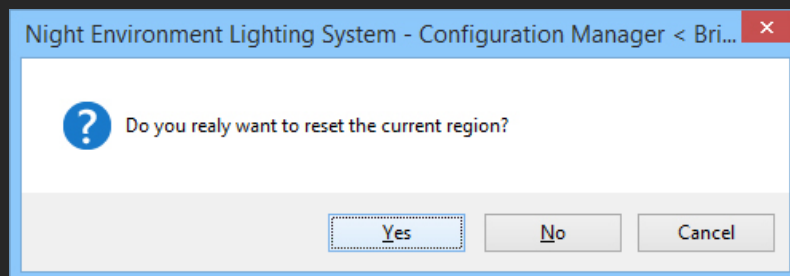 Night Environment Lighting System - Configuration Manager < Bri...
Do you realy want to reset the current region?
Yes
No
Cancel